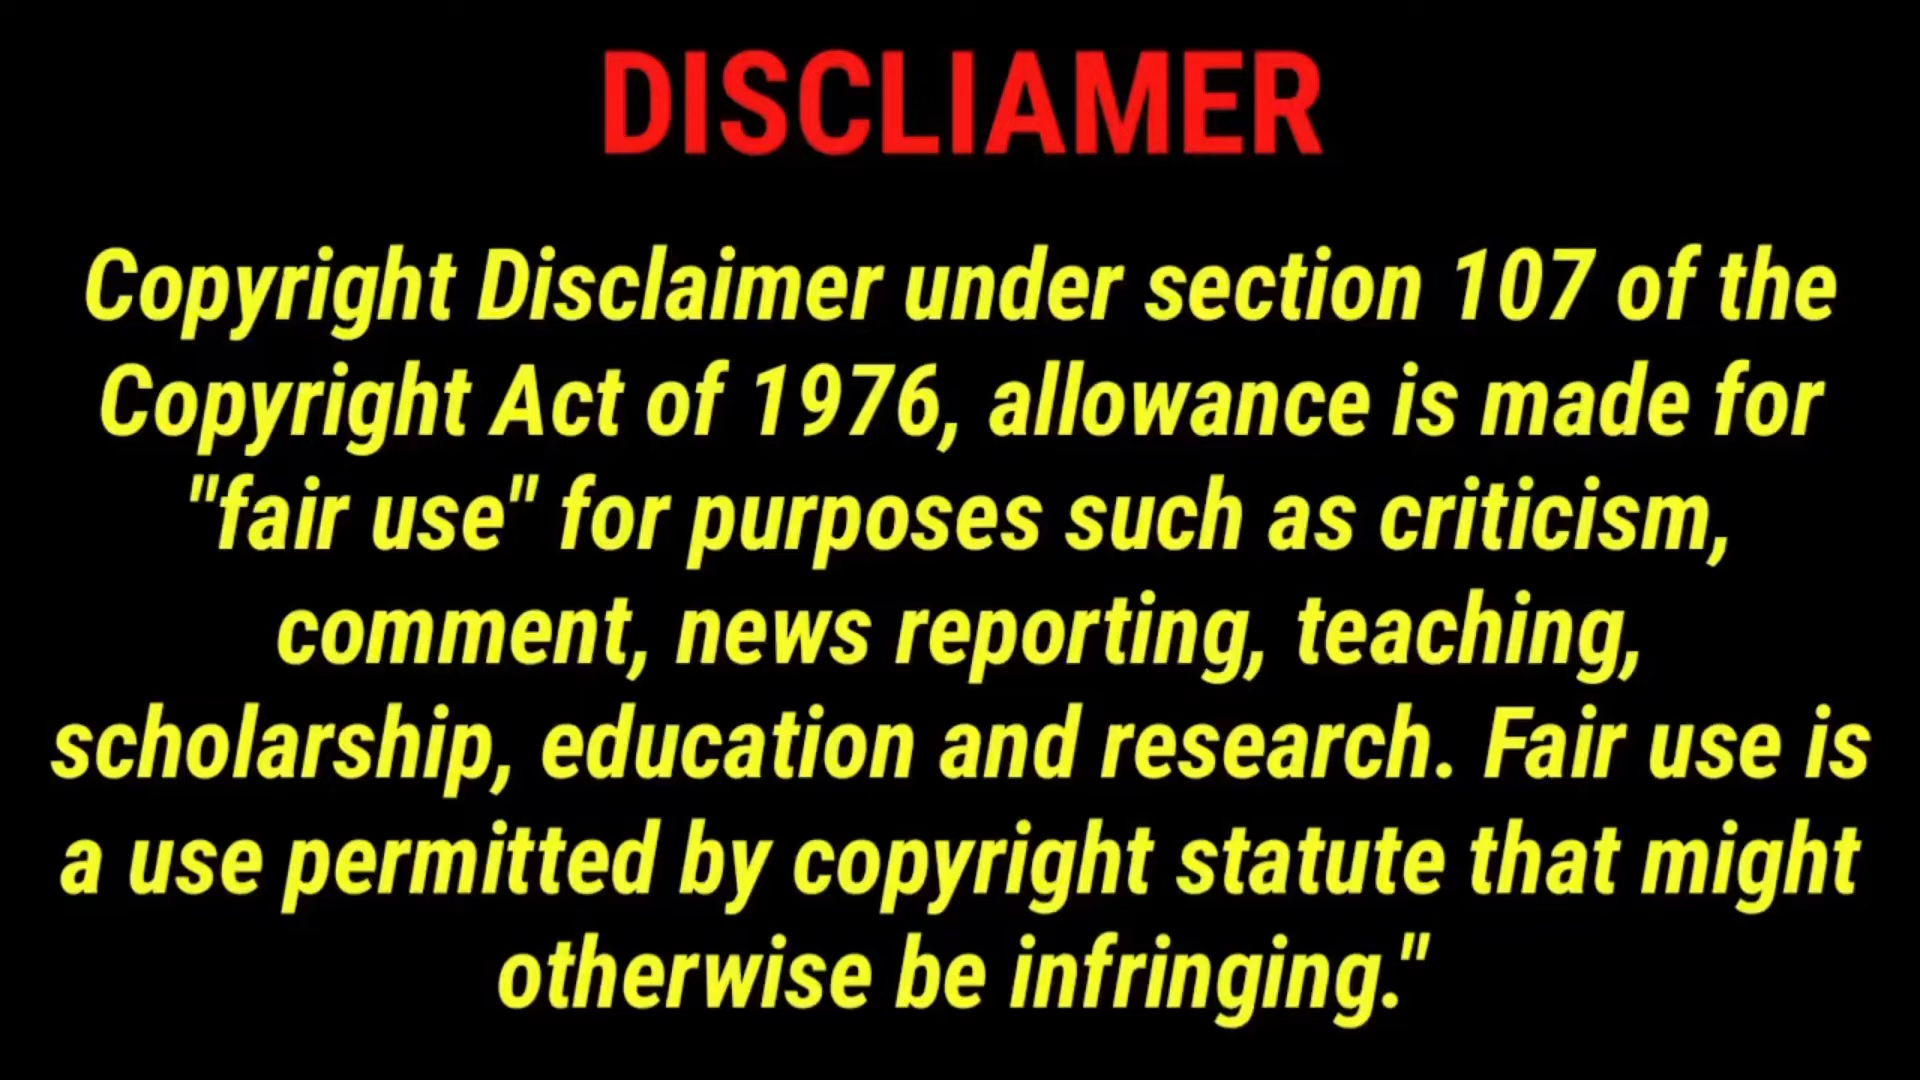 DISCLIAMER
Copyright Disclaimer under section 107 of the
Copyright Act of 1976, allowance is made for
"fair use" for purposes such as criticism,
comment, news reporting, teaching,
scholarship, education and research. Fair use is
a use permitted by copyright statute that might
otherwise be infringing."